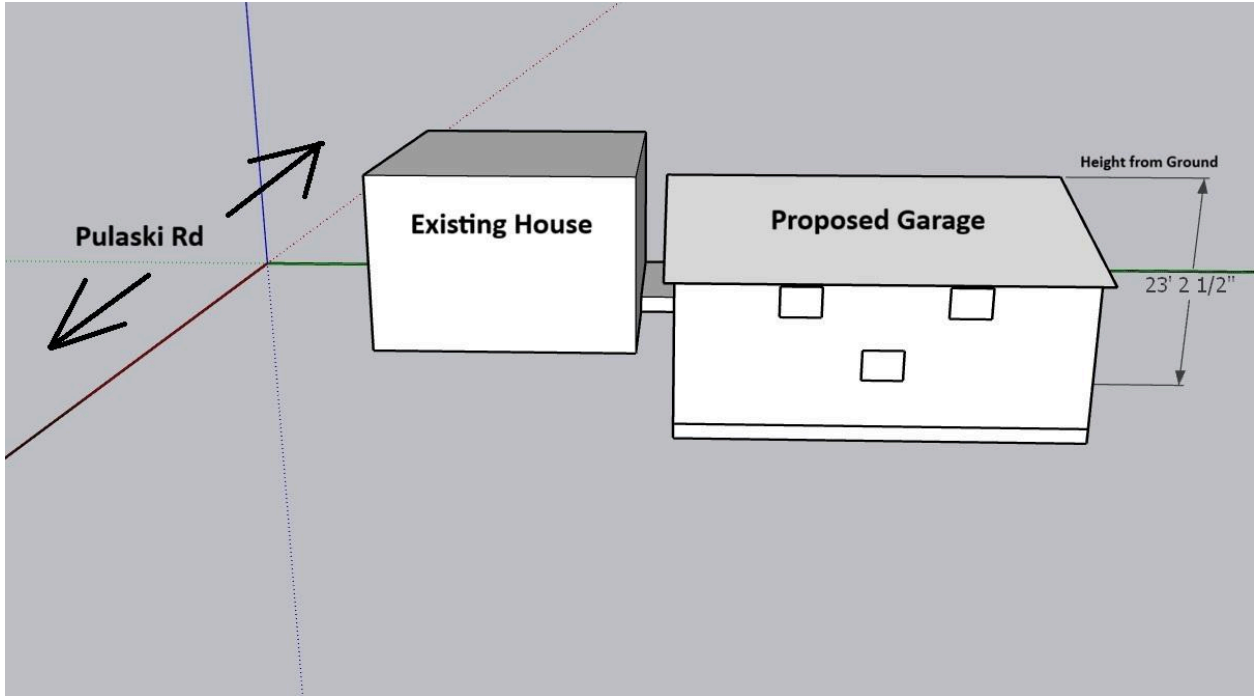 Height from Ground
Existing House
Proposed Garage
Pulaski Rd
23' 2 1/2"